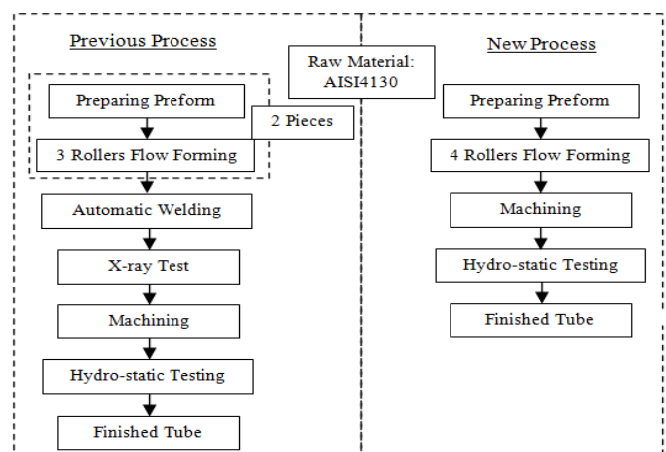 Previous Process
Raw Material:
AISI4130
New Process
Preparing Preform
2 Pieces
3 Rollers Flow Forming
Automatic Welding
X-ray Test
Machining
Hydro-static Testing
Finished Tube
Preparing Preform
4 Rollers Flow Forming
Machining
Hydro-static Testing
Finished Tube